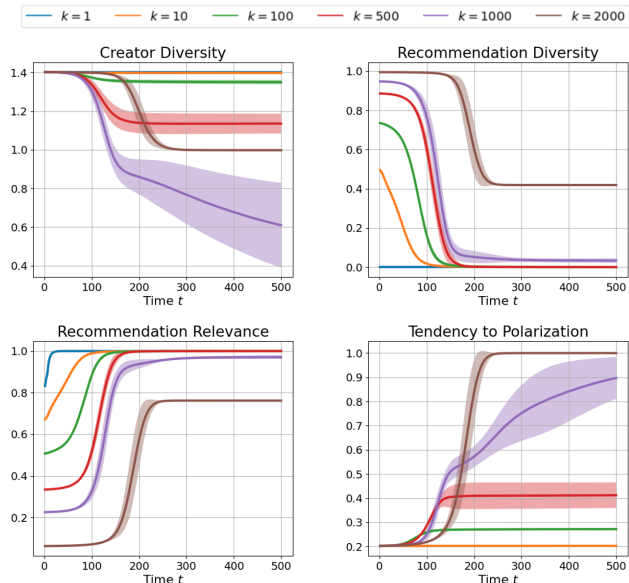 k = 1 k = 10 k = 100 k = 500 k = 1000 k = 2000
Creator Diversity
1.4
1.2
1.0
0.8
0.6
0.4
0 100 200 300 400 500
Time t
Recommendation Diversity
1.0
0.8
0.6
0.4
0.2
0.0
0 100 200 300 400 500
Time t
Recommendation Relevance
1.0
0.8
0.6
0.4
0.2
0 100 200 300 400 500
Time t
Tendency to Polarization
1.0
0.9
0.8
0.7
0.6
0.5
0.4
0.3
0.2
0 100 200 300 400 500
Time t